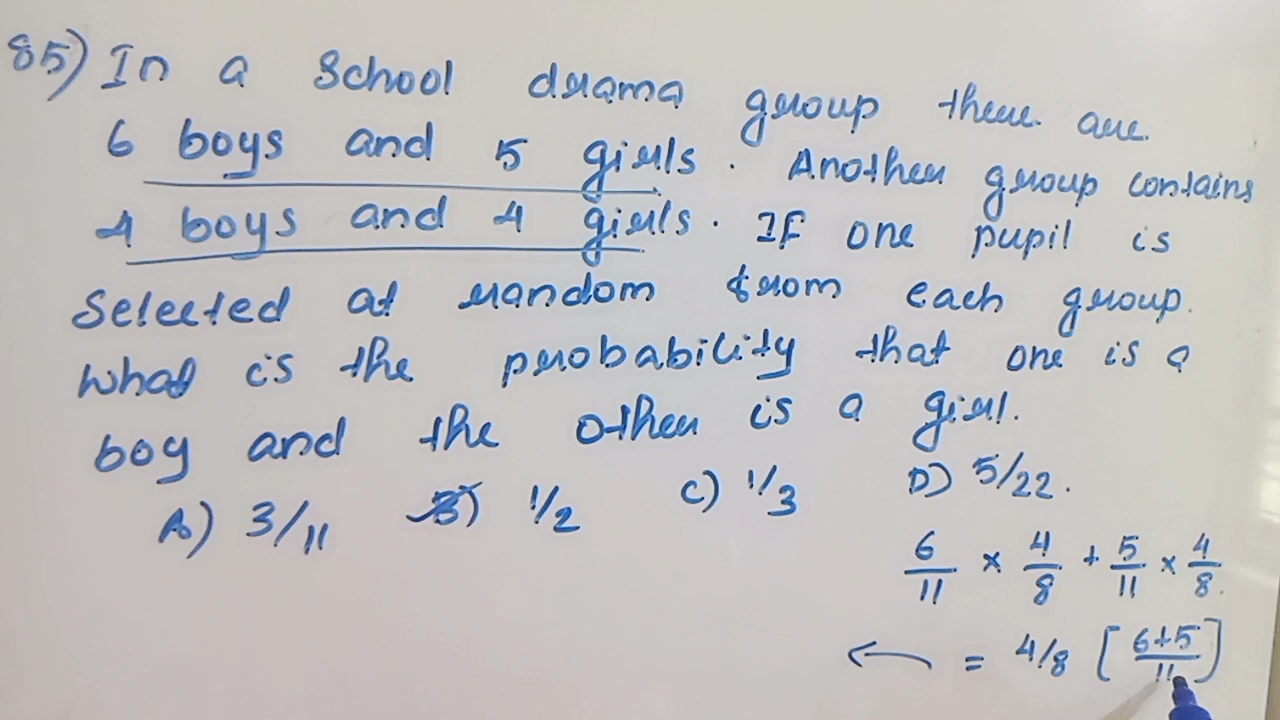 85) In a School drama group there are
6 boys and 5 girls. Another group contains
4 boys and 4 girls. If one pupil is
Selected at random from each group.
What is the probability that one is a
boy and the other is a girl.
A) 3/11 B) 1/2 C) 1/3 D) 5/22.
6/11 × 4/8 + 5/11 × 4/8.
= 4/8 [6+5/11]